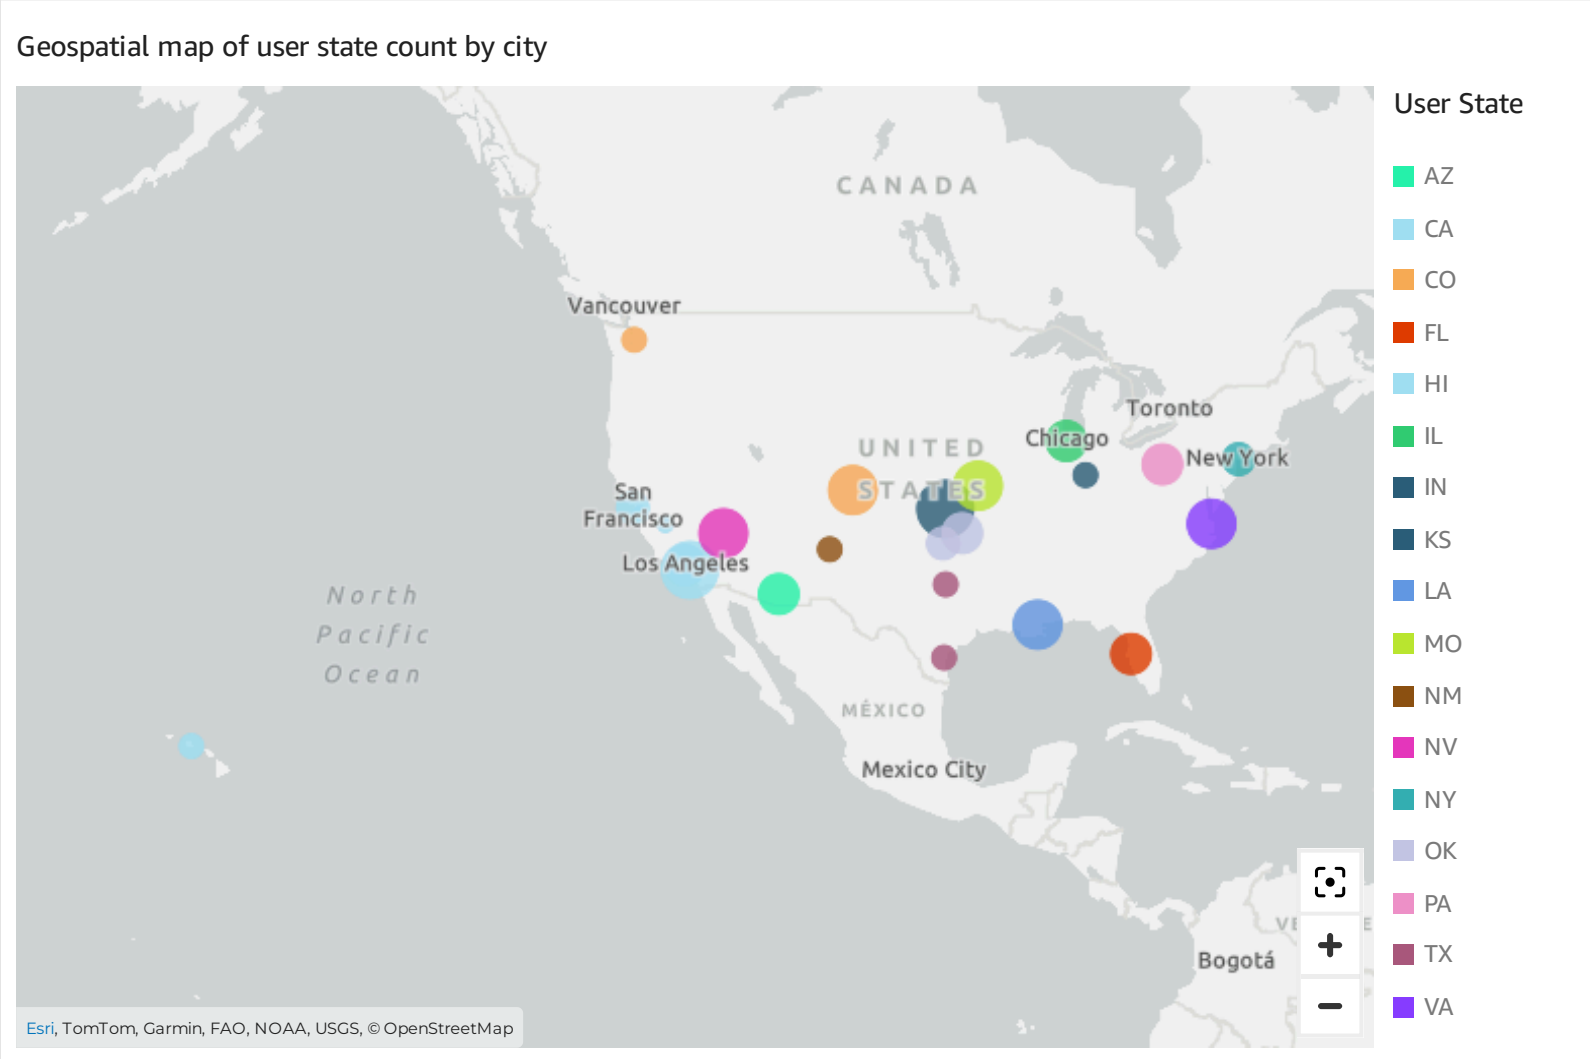 Geospatial map of user state count by city
User State
CANADA
Vancouver
Toronto
Chicago
UNITED
STATES
New York
San
Francisco
Los Angeles
North
Pacific
Ocean
MÉXICO
Mexico City
Bogotá
AZ
CA
CO
FL
HI
IL
IN
KS
LA
MO
NM
NV
NY
OK
PA
TX
VA
Esri, TomTom, Garmin, FAO, NOAA, USGS, © OpenStreetMap